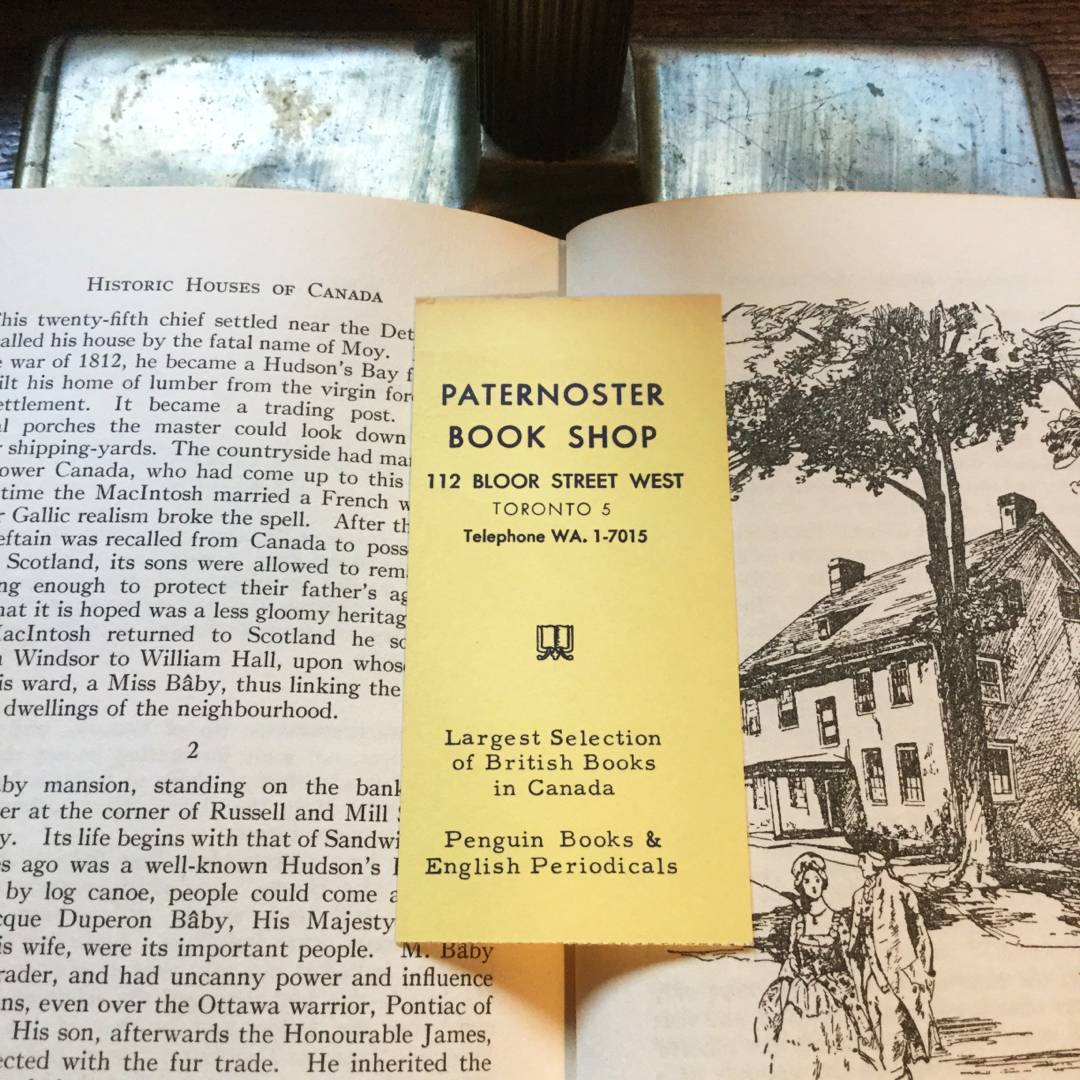 HISTORIC HOUSES OF CANADA
This twenty-fifth chief settled near the Det
alled his house by the fatal name of Moy.
war of 1812, he became a Hudson's Bay
ilt his home of lumber from the virgin for
ettlement. It became a trading post.
porches the master could look down
shipping-yards. The countryside had ma
ower Canada, who had come up to this
time the MacIntosh married a French w
r Gallic realism broke the spell. After th
eftain was recalled from Canada to poss
Scotland, its sons were allowed to rem
ng enough to protect their father's ag
hat it is hoped was a less gloomy heritag
acIntosh returned to Scotland he so
Windsor to William Hall, upon whos
is ward, a Miss Bâby, thus linking the
dwellings of the neighbourhood.
2
by mansion, standing on the bank
er at the corner of Russell and Mill
y. Its life begins with that of Sandwi
es ago was a well-known Hudson's
by log canoe, people could come a
cque Duperon Bâby, His Majesty
is wife, were its important people. M. Bâby
rader, and had uncanny power and influence
ns, even over the Ottawa warrior, Pontiac of
His son, afterwards the Honourable James,
ected with the fur trade. He inherited the
PATERNOSTER
BOOK SHOP
112 BLOOR STREET WEST
TORONTO 5
Telephone WA. 1-7015
Largest Selection
of British Books
in Canada
Penguin Books &
English Periodicals